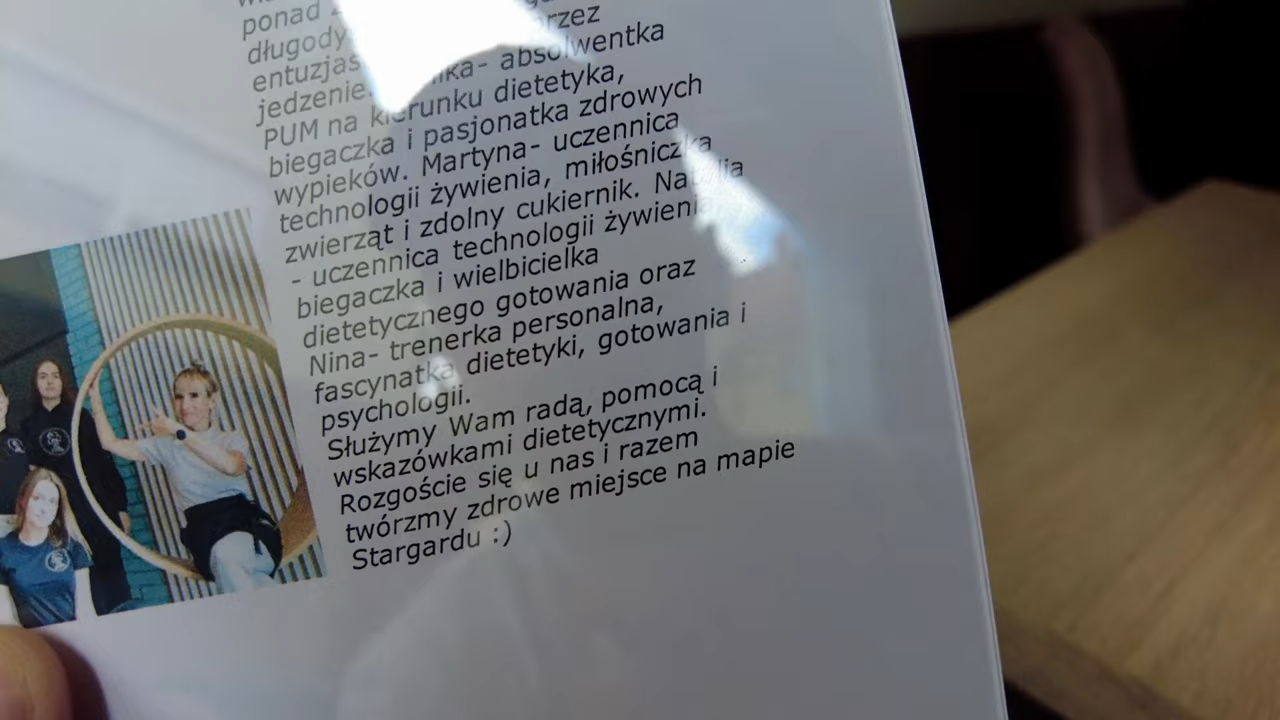 ponad
długody
przez
entuzjas
absolwentka
jedzenie. PUM na kierunku dietetyka,
biegaczka i pasjonatka zdrowych
wypieków. Martyna- uczennica
technologii żywienia, miłośniczka
zwierząt i zdolny cukiernik. Natalia
- uczennica technologii żywienia
biegaczka i wielbicielka
dietetycznego gotowania oraz
Nina- trenerka personalna,
fascynatka dietetyki, gotowania i
psychologii.
Służymy Wam radą, pomocą i
wskazówkami dietetycznymi.
Rozgoście się u nas i razem
twórzmy zdrowe miejsce na mapie
Stargardu :)